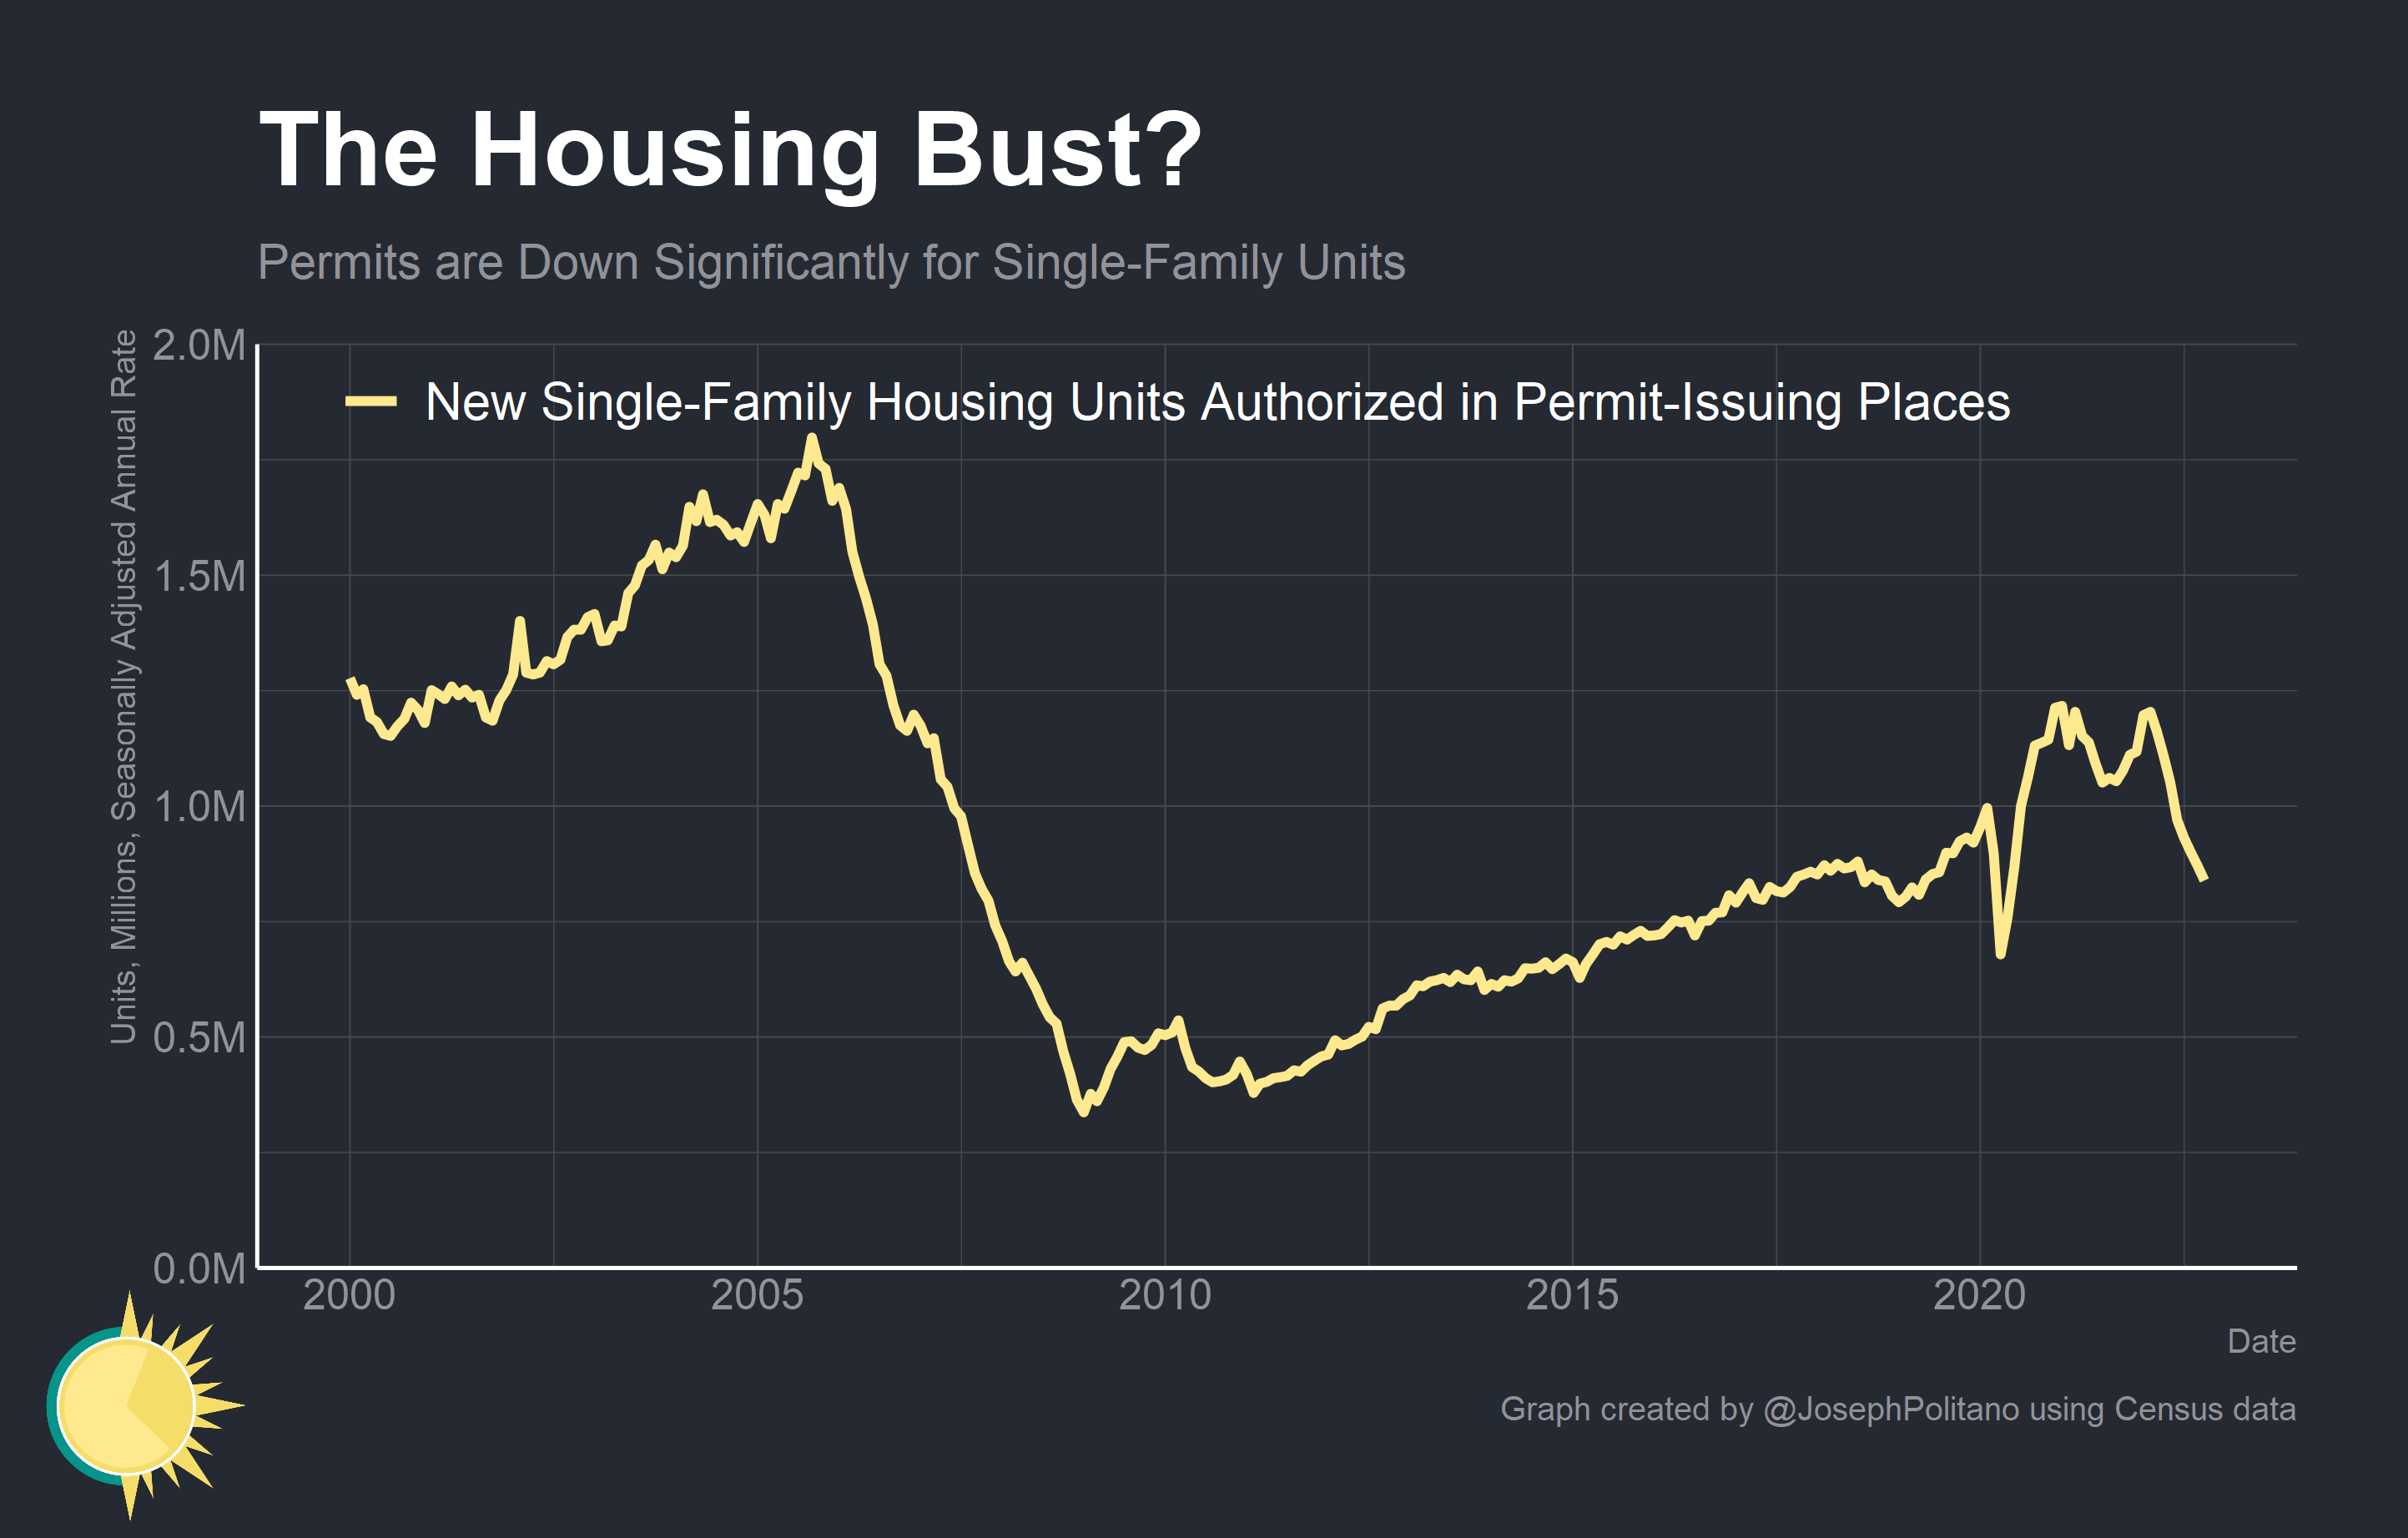 The Housing Bust?
Permits are Down Significantly for Single-Family Units
Units, Millions, Seasonally Adjusted Annual Rate
2.0M
1.5M
1.0M
0.5M
0.0M
New Single-Family Housing Units Authorized in Permit-Issuing Places
2000 2005 2010 2015 2020
Date
Graph created by @JosephPolitano using Census data